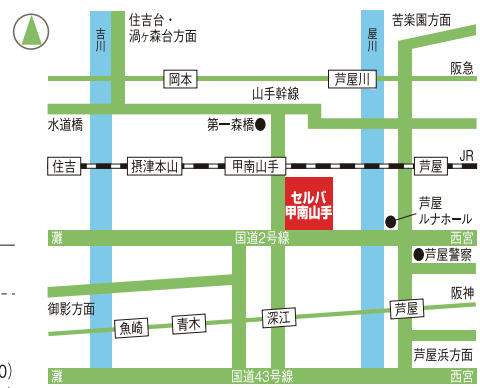 住吉台・
渦ヶ森台方面
苦楽園方面
吉川
屋川
岡本
芦屋川
阪急
山手幹線
水道橋
第一森橋
JR
住吉
摂津本山
甲南山手
芦屋
セルバ
甲南山手
芦屋
ルナホール
灘
国道2号線
西宮
芦屋警察
御影方面
阪神
魚崎
青木
深江
芦屋
芦屋浜方面
0)
灘
国道43号線
西宮